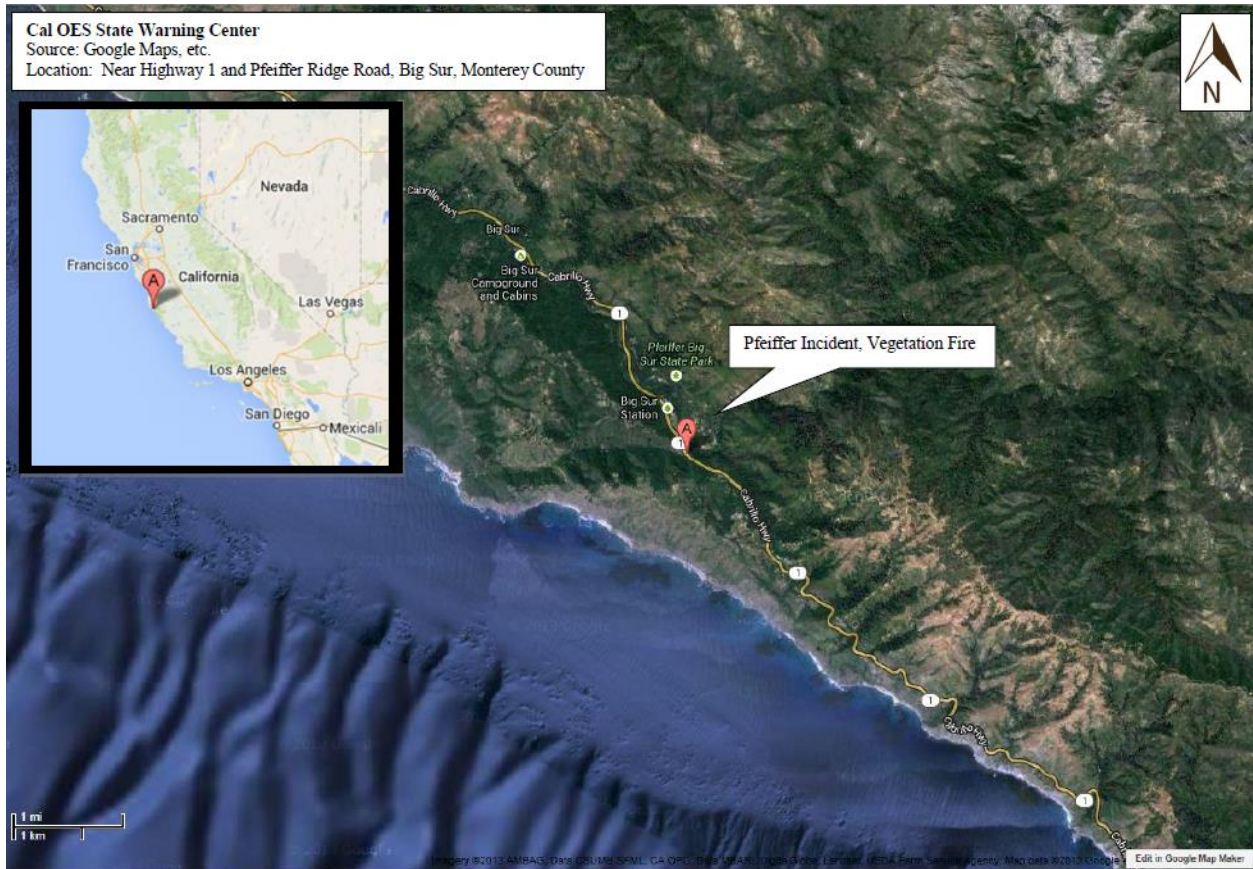 Cal OES State Warning Center
Source: Google Maps, etc.
Location: Near Highway 1 and Pfeiffer Ridge Road, Big Sur, Monterey County
N
Nevada
Sacramento
San
Francisco
California
A
Las Vegas
Los Angeles
San Diego
Mexicali
Cabrillo Hwy
Big Sur
Big Sur
Campground
and Cabins
Cabrillo Hwy
1
Pfeiffer Incident, Vegetation Fire
Pfeiffer Big
Sur State Park
Big Sur
Station
A
1
Cabrillo Hwy
1
1
1
1 mi
1 km
Edit in Google Map Maker